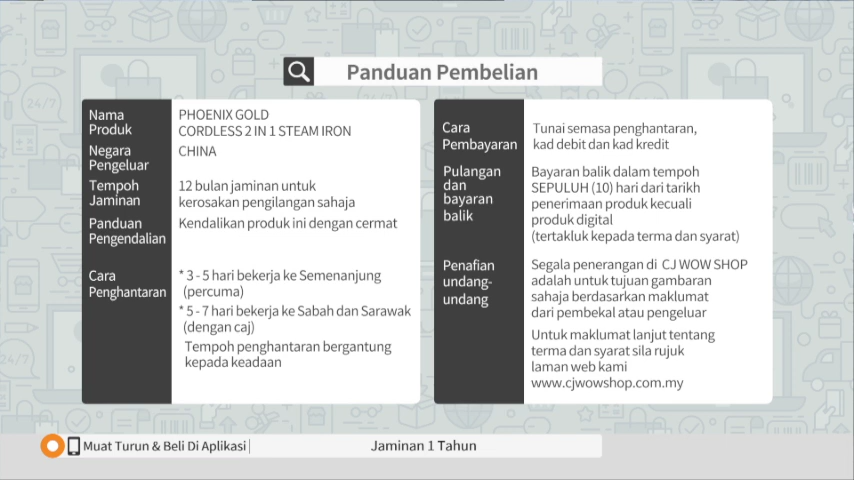 Panduan Pembelian
Nama
Produk
PHOENIX GOLD
CORDLESS 2 IN 1 STEAM IRON
Negara
Pengeluar
CHINA
Tempoh
Jaminan
12 bulan jaminan untuk
kerosakan pengilangan sahaja
Panduan
Pengendalian
Kendalikan produk ini dengan cermat
Cara
Penghantaran
* 3 - 5 hari bekerja ke Semenanjung
(percuma)
* 5 - 7 hari bekerja ke Sabah dan Sarawak
(dengan caj)
Tempoh penghantaran bergantung
kepada keadaan
Cara
Pembayaran
Tunai semasa penghantaran,
kad debit dan kad kredit
Pulangan
dan
bayaran
balik
Bayaran balik dalam tempoh
SEPULUH (10) hari dari tarikh
penerimaan produk kecuali
produk digital
(tertakluk kepada terma dan syarat)
Penafian
undang-
undang
Segala penerangan di CJ WOW SHOP
adalah untuk tujuan gambaran
sahaja berdasarkan maklumat
dari pembekal atau pengeluar
Untuk maklumat lanjut tentang
terma dan syarat sila rujuk
laman web kami
www.cjwowshop.com.my
Muat Turun & Beli Di Aplikasi
Jaminan 1 Tahun
24/7
24/7